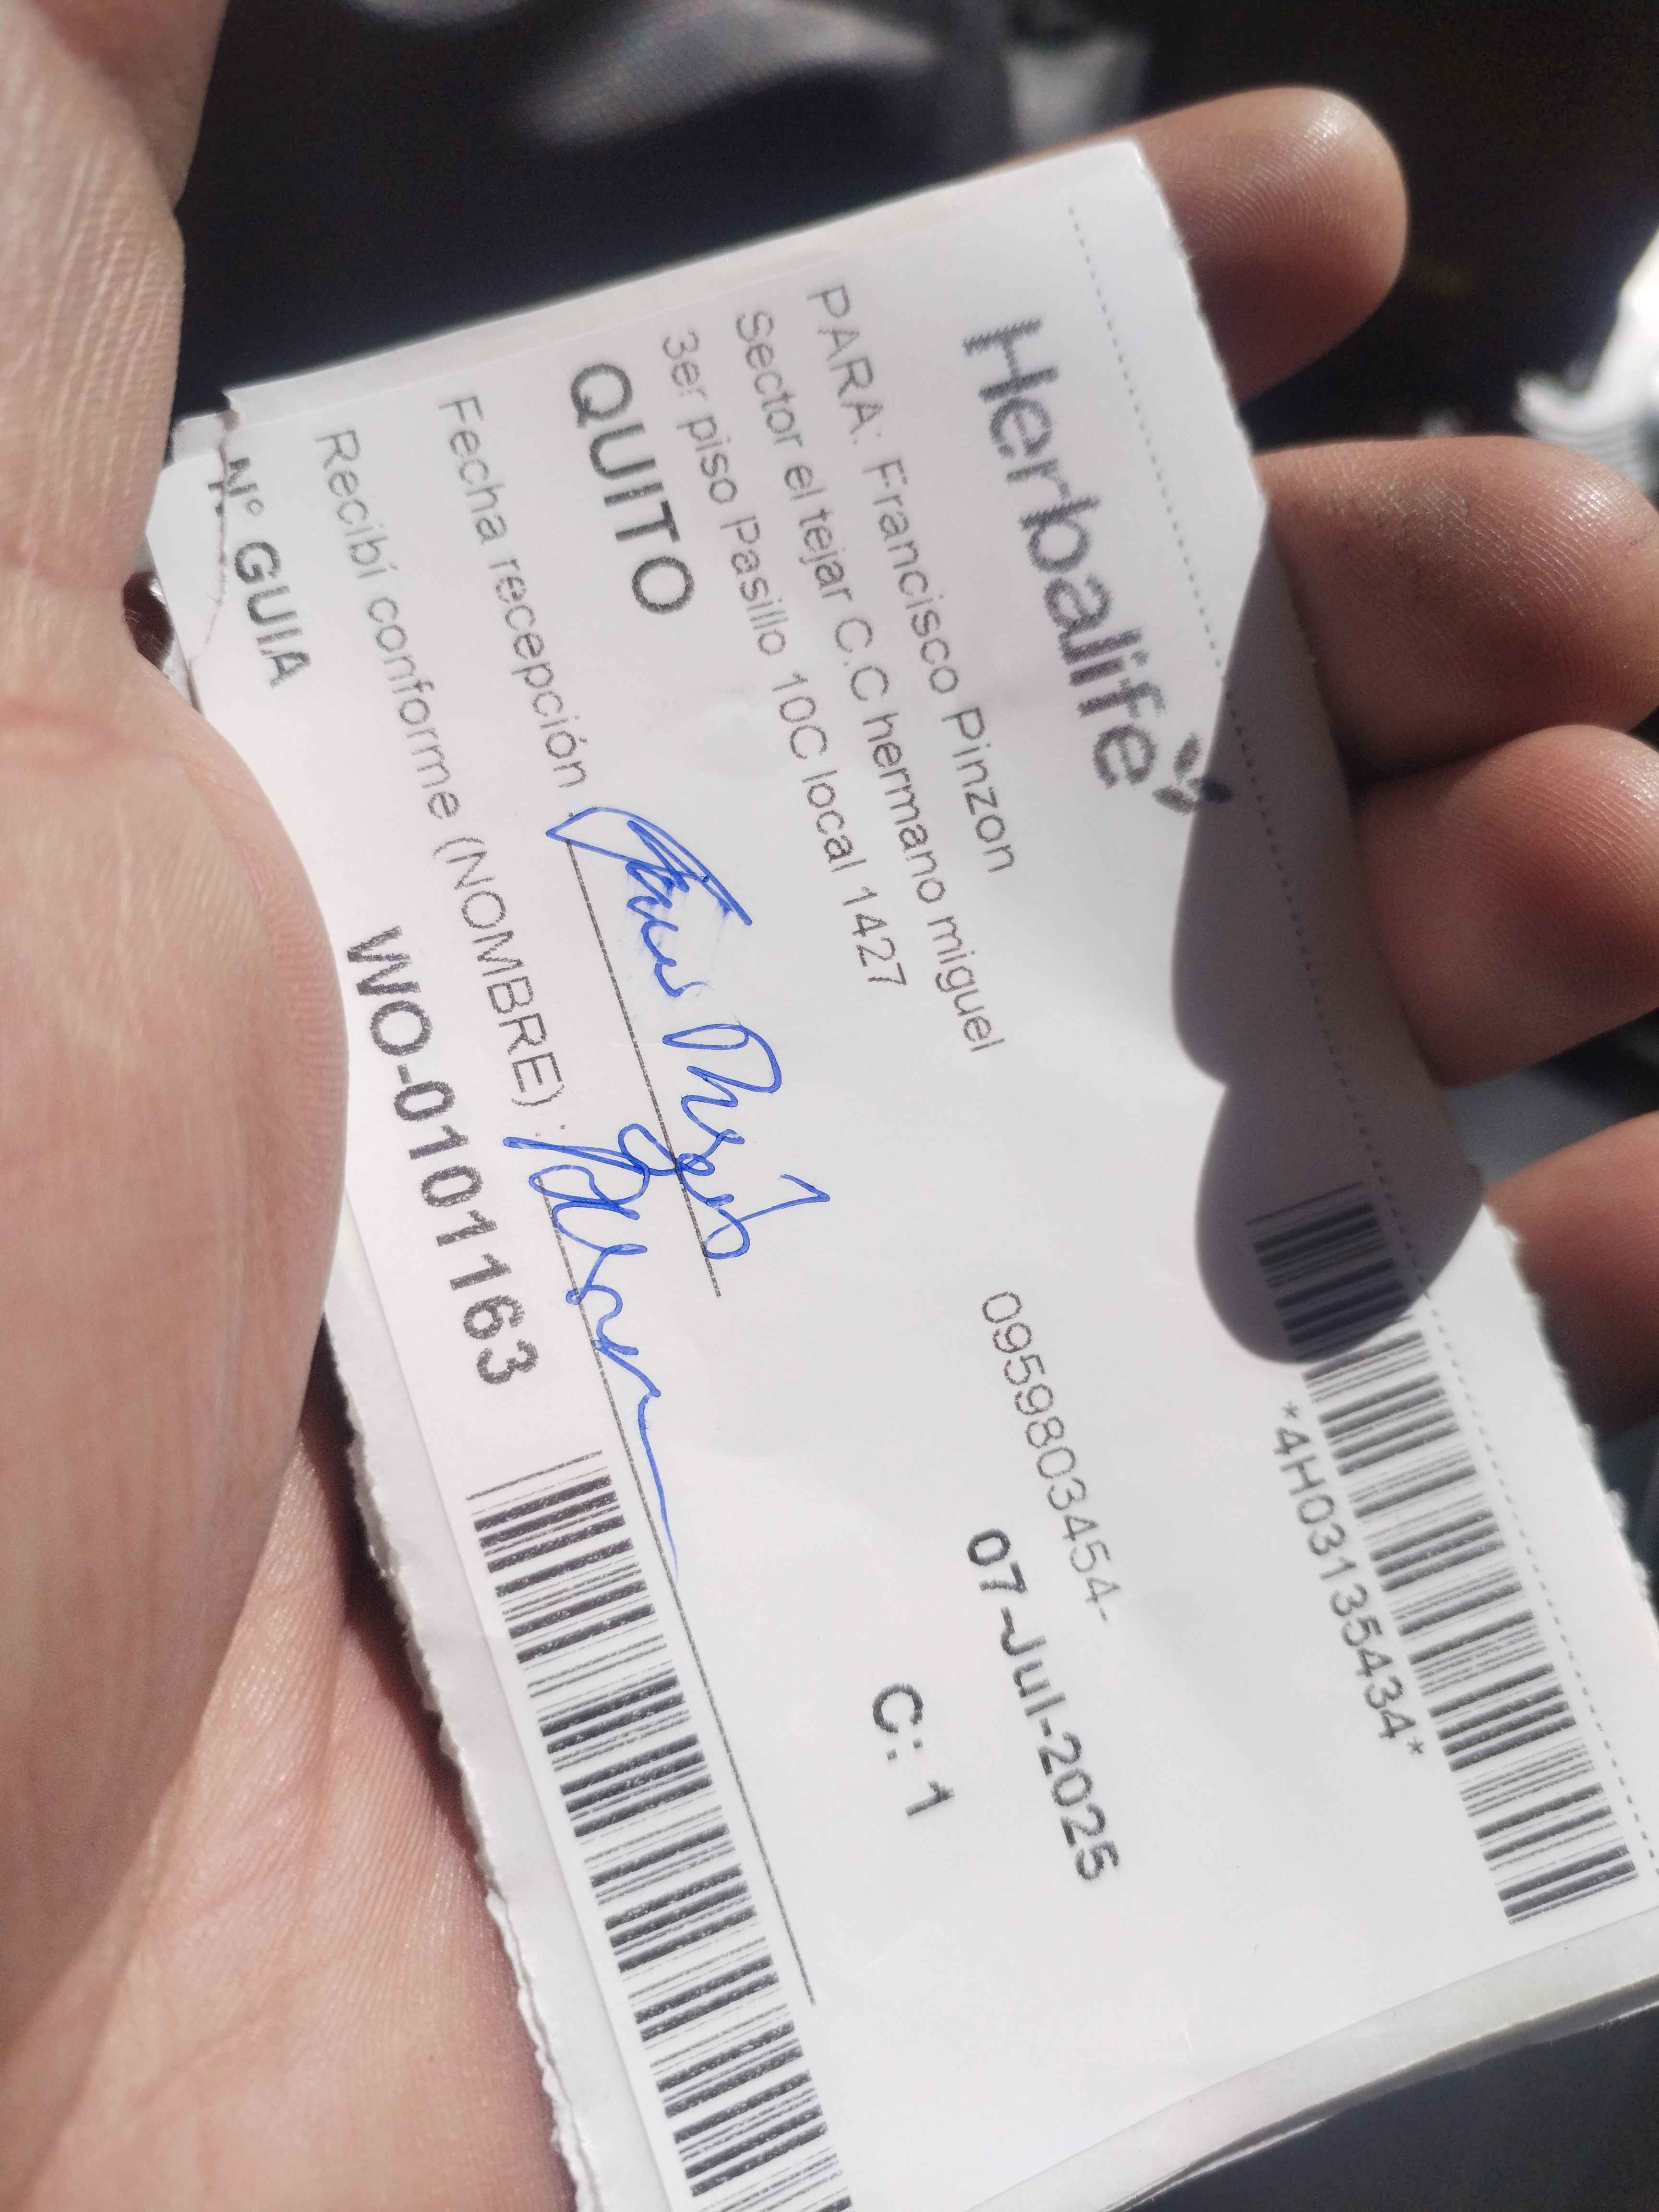 Herbalife
*4H03135434*
PARA: Francisco Pinzon
0959803454-
Sector el tejar C.C hermano miguel
07-Jul-2025
3er piso Pasillo 10C local 1427
QUITO
C: 1
Fecha recepción
Recibí conforme (NOMBRE) :
N° GUIA WO-0101163